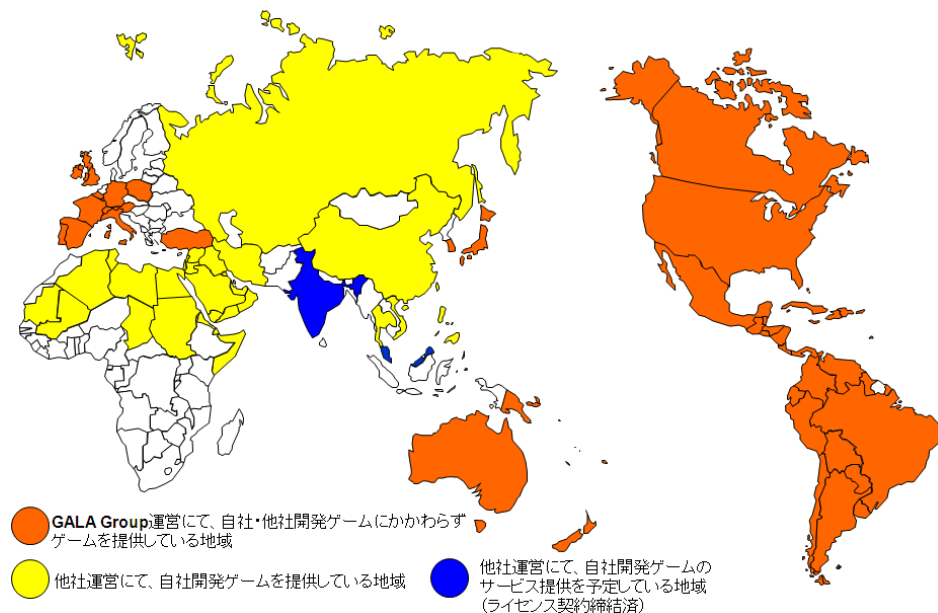 GALA Group運営にて、自社・他社開発ゲームにかかわらず
ゲームを提供している地域
他社運営にて、自社開発ゲームを提供している地域
他社運営にて、自社開発ゲームの
サービス提供を予定している地域
(ライセンス契約締結済)